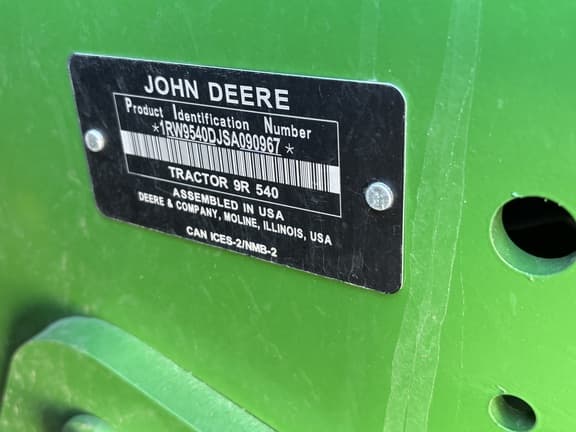 JOHN DEERE
Product Identification Number
*1RW9540DJSA090967*
TRACTOR 9R 540
ASSEMBLED IN USA
DEERE & COMPANY, MOLINE, ILLINOIS, USA
CAN ICES-2/NMB-2